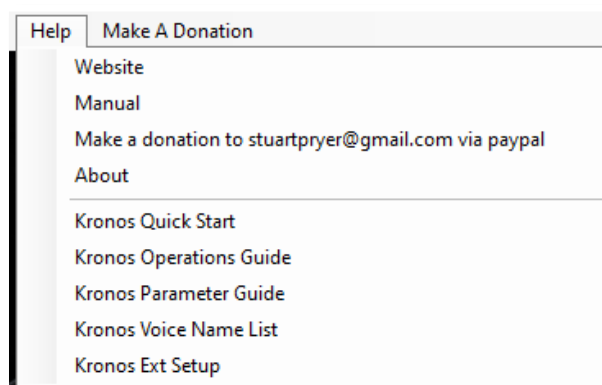 Help Make A Donation
Website
Manual
Make a donation to stuartpryer@gmail.com via paypal
About
Kronos Quick Start
Kronos Operations Guide
Kronos Parameter Guide
Kronos Voice Name List
Kronos Ext Setup